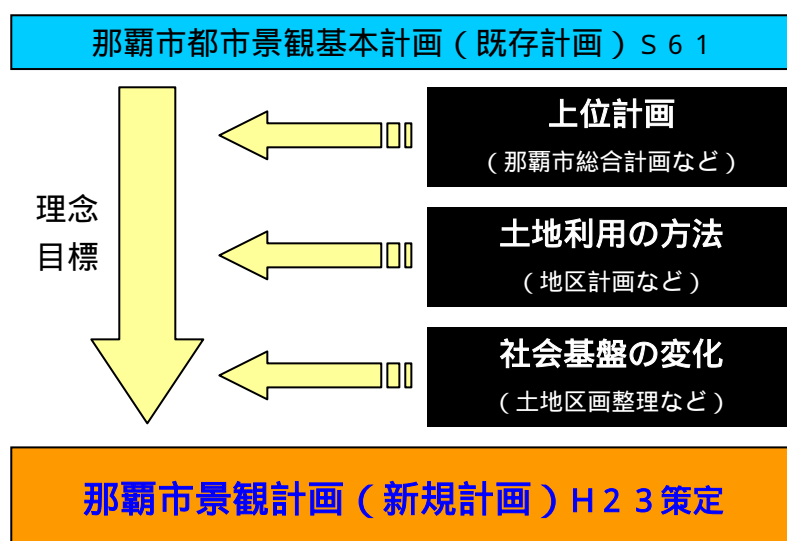 那覇市都市景観基本計画（既存計画）Ｓ６１
上位計画
（那覇市総合計画など）
理念
目標
土地利用の方法
（地区計画など）
社会基盤の変化
（土地区画整理など）
那覇市景観計画（新規計画）Ｈ２３策定